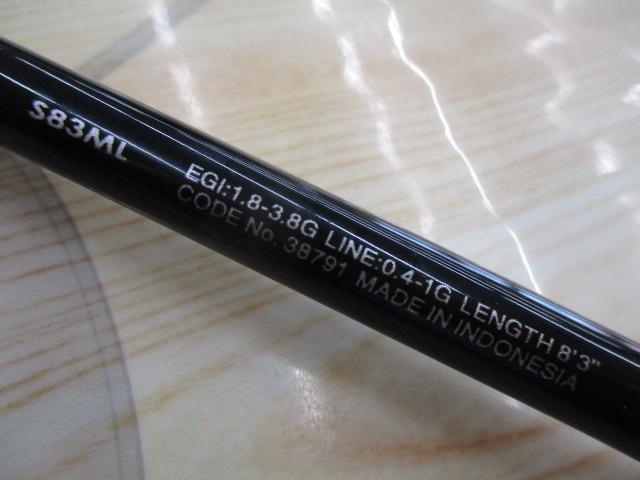 S83ML
EGI:1.8-3.8G LINE:0.4-1G LENGTH 8'3"
CODE No. 38791 MADE IN INDONESIA